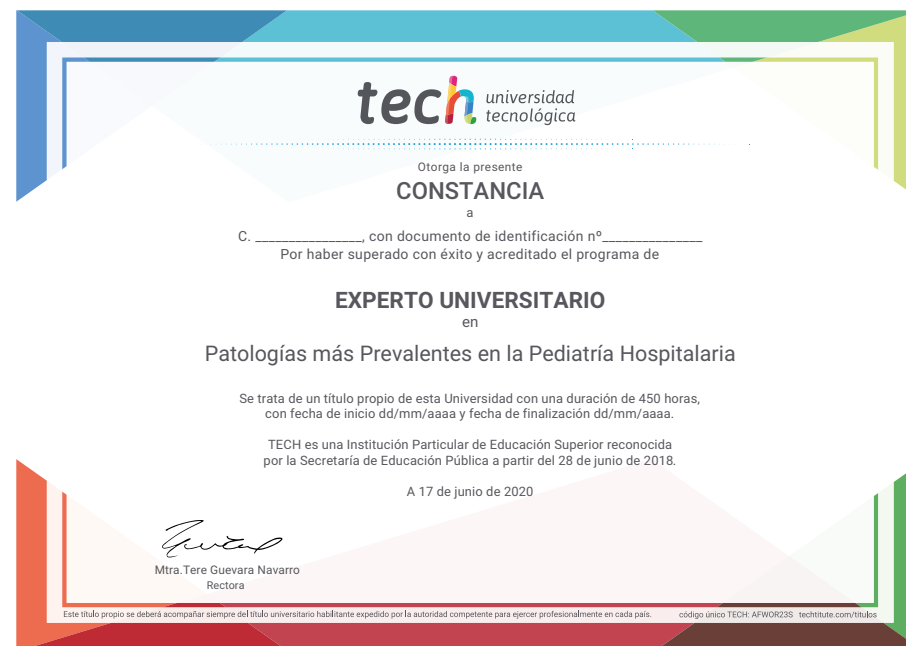 tech universidad
tecnológica
Otorga la presente
CONSTANCIA
a
C. ________________, con documento de identificación nº_______________
Por haber superado con éxito y acreditado el programa de
EXPERTO UNIVERSITARIO
en
Patologías más Prevalentes en la Pediatría Hospitalaria
Se trata de un título propio de esta Universidad con una duración de 450 horas,
con fecha de inicio dd/mm/aaaa y fecha de finalización dd/mm/aaaa.
TECH es una Institución Particular de Educación Superior reconocida
por la Secretaría de Educación Pública a partir del 28 de junio de 2018.
A 17 de junio de 2020
Mtra.Tere Guevara Navarro
Rectora
Este título propio se deberá acompañar siempre del título universitario habilitante expedido por la autoridad competente para ejercer profesionalmente en cada país. código único TECH: AFWOR23S techtitute.com/titulos